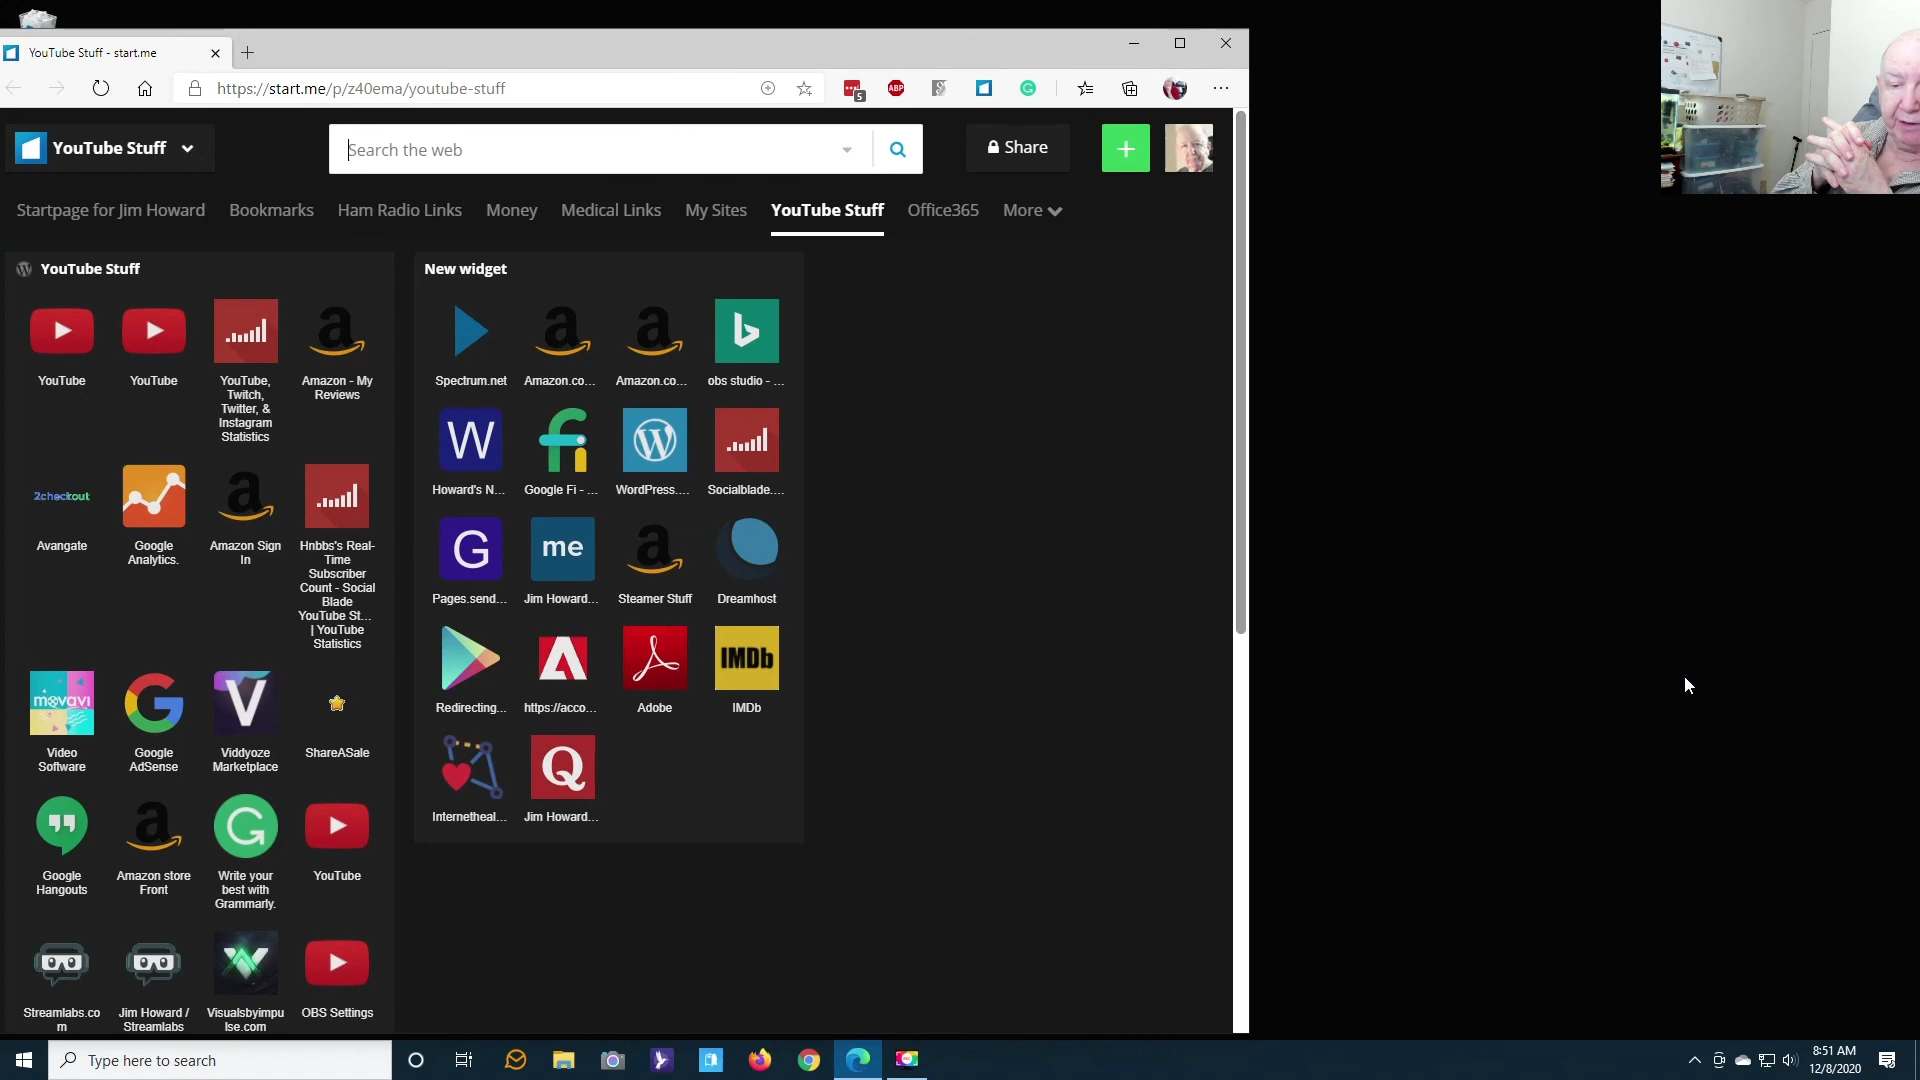 YouTube Stuff - start.me
https://start.me/p/z40ema/youtube-stuff
5
ABP
YouTube Stuff
Search the web
Share
Startpage for Jim Howard
Bookmarks
Ham Radio Links
Money
Medical Links
My Sites
YouTube Stuff
Office365
More
YouTube Stuff
YouTube
YouTube
YouTube,
Twitch,
Twitter, &
Instagram
Statistics
Amazon - My
Reviews
2checkout
Avangate
Google
Analytics.
Amazon Sign
In
Hnbbs's Real-
Time
Subscriber
Count - Social
Blade
YouTube St...
| YouTube
Statistics
movavi
Video
Software
Google
AdSense
Viddyoze
Marketplace
ShareASale
Google
Hangouts
Amazon store
Front
Write your
best with
Grammarly.
YouTube
Streamlabs.co
m
Jim Howard /
Streamlabs
Visualsbyimpu
lse.com
OBS Settings
New widget
Spectrum.net
Amazon.co...
Amazon.co...
obs studio - ...
W
Howard's N...
Google Fi - ...
WordPress....
Socialblade....
G
Pages.send...
me
Jim Howard...
Steamer Stuff
Dreamhost
Redirecting...
https://acco...
Adobe
IMDb
IMDb
Internetheal...
Q
Jim Howard...
Type here to search
8:51 AM
12/8/2020